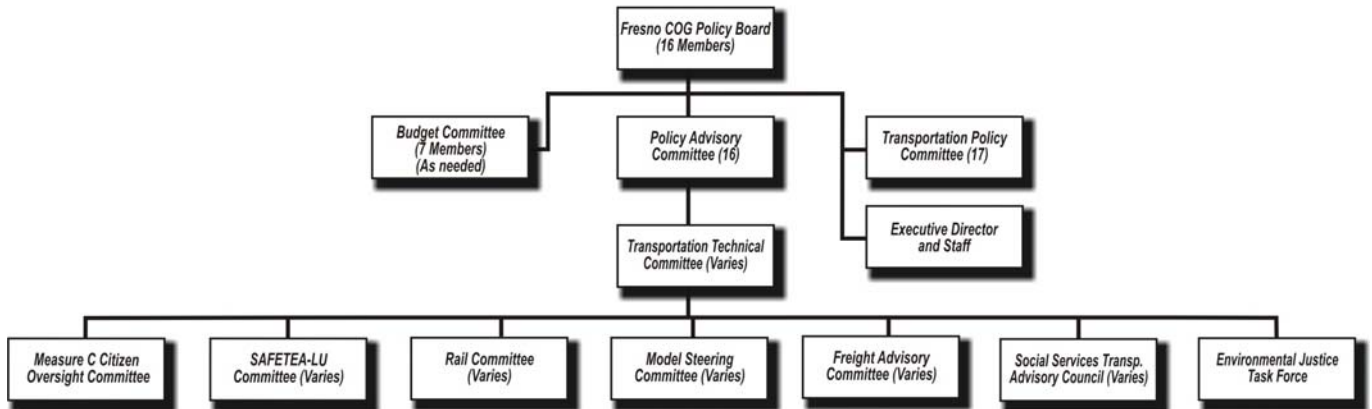 Fresno COG Policy Board
(16 Members)
Budget Committee
(7 Members)
(As needed)
Policy Advisory
Committee (16)
Transportation Policy
Committee (17)
Executive Director
and Staff
Transportation Technical
Committee (Varies)
Measure C Citizen
Oversight Committee
SAFETEA-LU
Committee (Varies)
Rail Committee
(Varies)
Model Steering
Committee (Varies)
Freight Advisory
Committee (Varies)
Social Services Transp.
Advisory Council (Varies)
Environmental Justice
Task Force